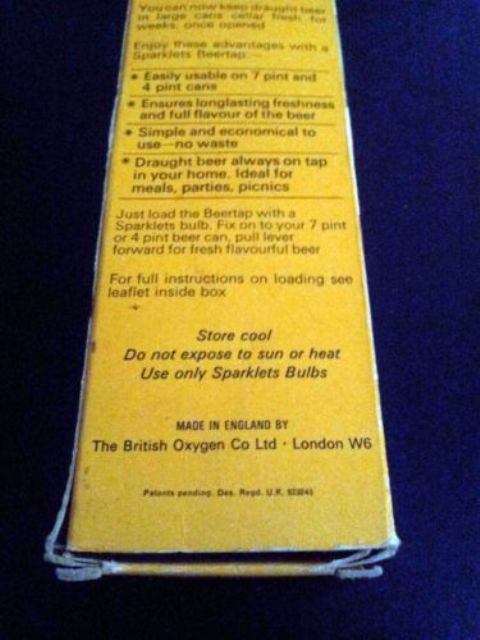 You can now keep draught beer
in large cans cellar fresh for
weeks, once opened
Enjoy these advantages with a
Sparklets Beertap:—
• Easily usable on 7 pint and
4 pint cans
• Ensures longlasting freshness
and full flavour of the beer
• Simple and economical to
use—no waste
• Draught beer always on tap
in your home. Ideal for
meals, parties, picnics
Just load the Beertap with a
Sparklets bulb. Fix on to your 7 pint
or 4 pint beer can, pull lever
forward for fresh flavourful beer
For full instructions on loading see
leaflet inside box
Store cool
Do not expose to sun or heat
Use only Sparklets Bulbs
MADE IN ENGLAND BY
The British Oxygen Co Ltd · London W6
Patents pending. Des. Regd. U.K.